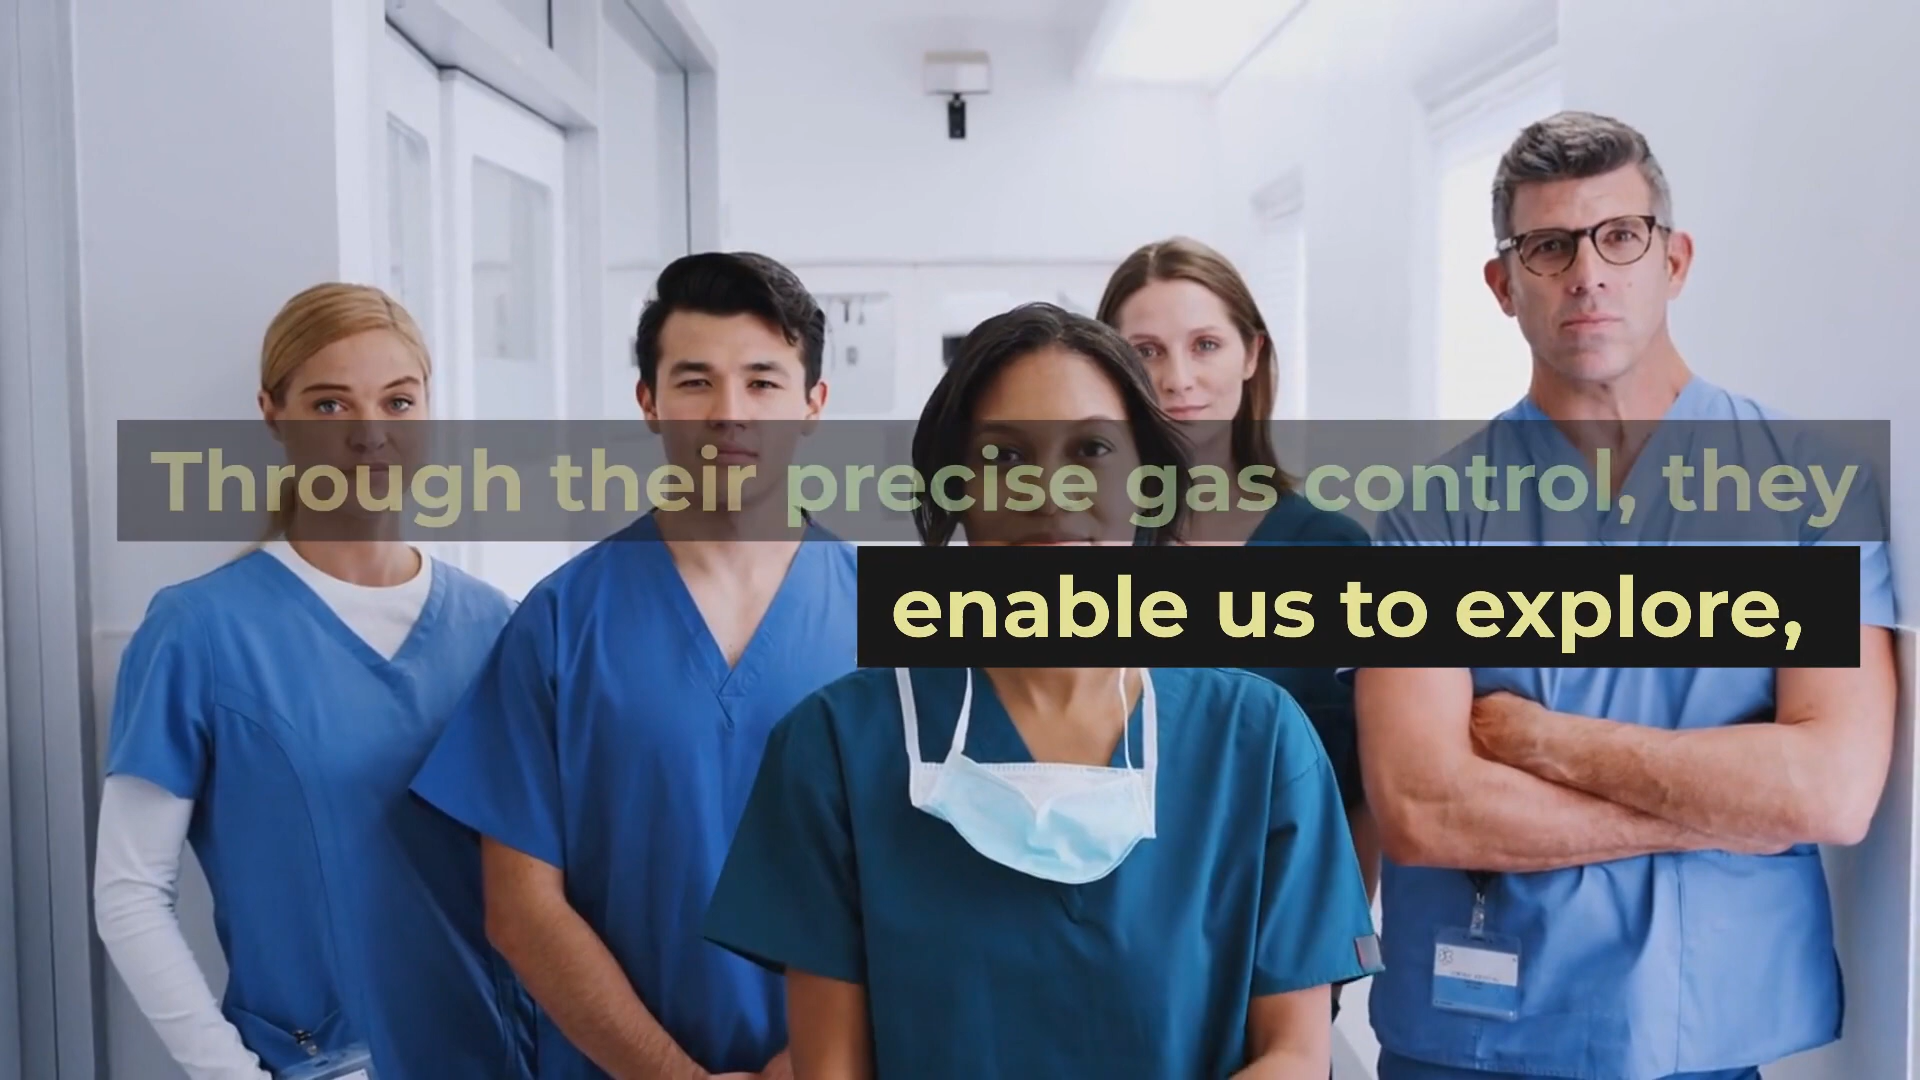 Through their precise gas control, they
enable us to explore,